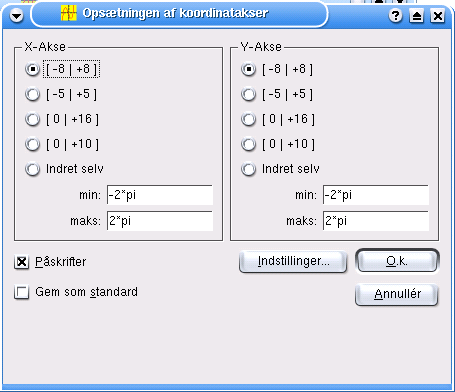 Opsætningen af koordinatakser
X-Akse
[ -8 | +8 ]
[ -5 | +5 ]
[ 0 | +16 ]
[ 0 | +10 ]
Indret selv
min: -2*pi
maks: 2*pi
Y-Akse
[ -8 | +8 ]
[ -5 | +5 ]
[ 0 | +16 ]
[ 0 | +10 ]
Indret selv
min: -2*pi
maks: 2*pi
Påskrifter
Indstillinger...
O.k.
Gem som standard
Annullér